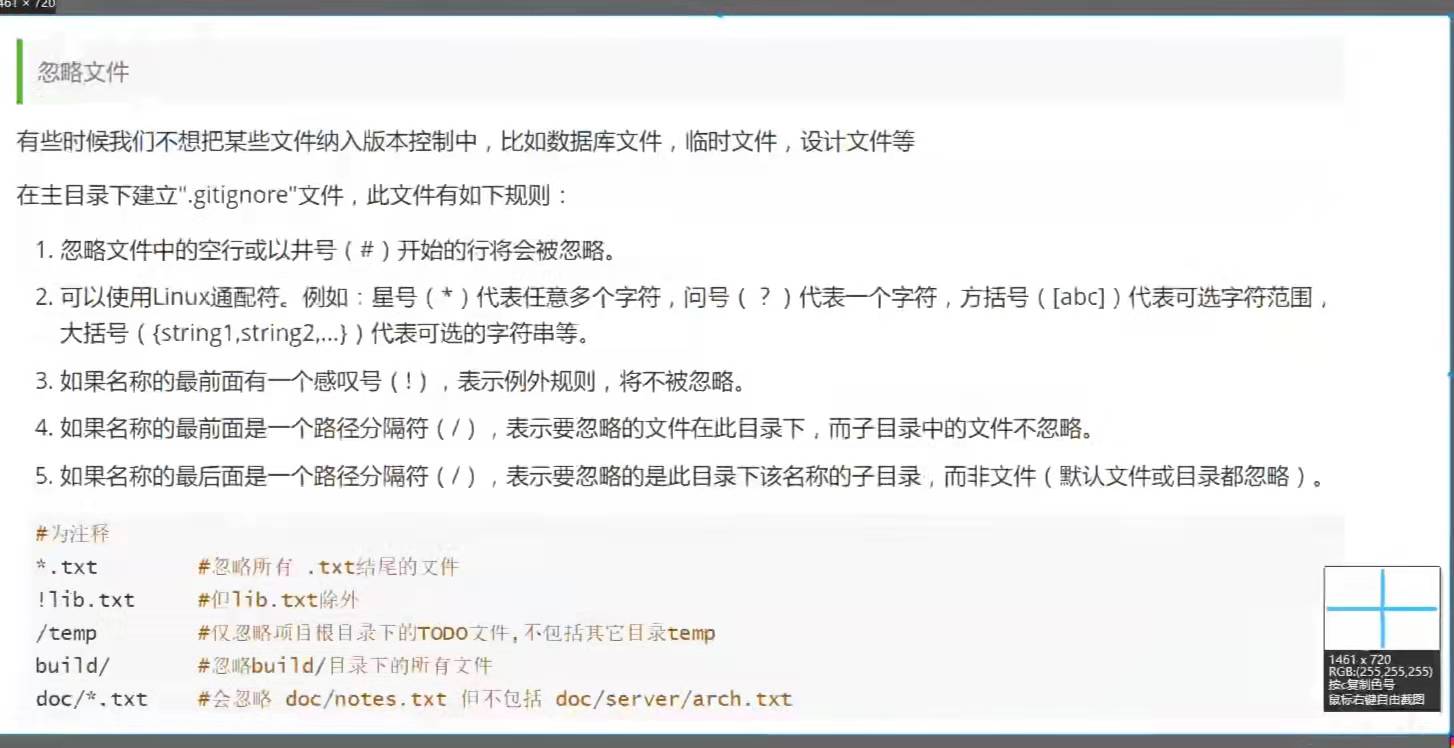 461 × 720
忽略文件
有些时候我们不想把某些文件纳入版本控制中，比如数据库文件，临时文件，设计文件等
在主目录下建立".gitignore"文件，此文件有如下规则：
1. 忽略文件中的空行或以井号（#）开始的行将会被忽略。
2. 可以使用Linux通配符。例如：星号（*）代表任意多个字符，问号（？）代表一个字符，方括号（[abc]）代表可选字符范围，
大括号（{string1,string2,...}）代表可选的字符串等。
3. 如果名称的最前面有一个感叹号（!），表示例外规则，将不被忽略。
4. 如果名称的最前面是一个路径分隔符（/），表示要忽略的文件在此目录下，而子目录中的文件不忽略。
5. 如果名称的最后面是一个路径分隔符（/），表示要忽略的是此目录下该名称的子目录，而非文件（默认文件或目录都忽略）。
#为注释
*.txt #忽略所有 .txt结尾的文件
!lib.txt #但lib.txt除外
/temp #仅忽略项目根目录下的TODO文件,不包括其它目录temp
build/ #忽略build/目录下的所有文件
doc/*.txt #会忽略 doc/notes.txt 但不包括 doc/server/arch.txt
1461 x 720
RGB:(255,255,255)
按c复制色号
鼠标右键自由截图